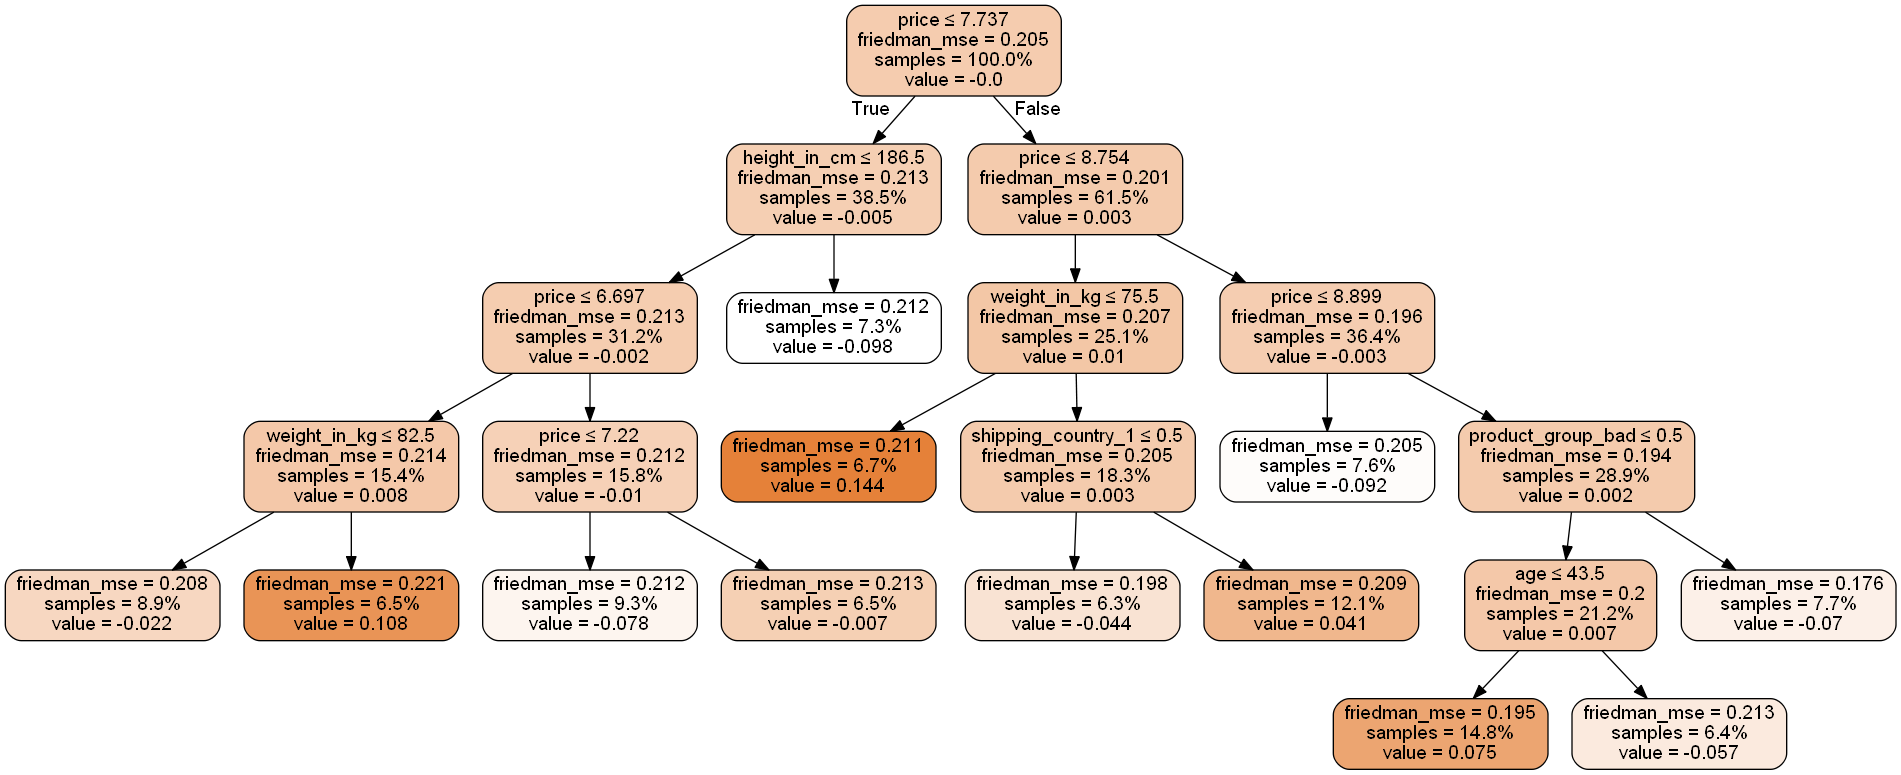 price ≤ 7.737
friedman_mse = 0.205
samples = 100.0%
value = -0.0
True
False
height_in_cm ≤ 186.5
friedman_mse = 0.213
samples = 38.5%
value = -0.005
price ≤ 8.754
friedman_mse = 0.201
samples = 61.5%
value = 0.003
price ≤ 6.697
friedman_mse = 0.213
samples = 31.2%
value = -0.002
friedman_mse = 0.212
samples = 7.3%
value = -0.098
weight_in_kg ≤ 75.5
friedman_mse = 0.207
samples = 25.1%
value = 0.01
price ≤ 8.899
friedman_mse = 0.196
samples = 36.4%
value = -0.003
weight_in_kg ≤ 82.5
friedman_mse = 0.214
samples = 15.4%
value = 0.008
price ≤ 7.22
friedman_mse = 0.212
samples = 15.8%
value = -0.01
friedman_mse = 0.211
samples = 6.7%
value = 0.144
shipping_country_1 ≤ 0.5
friedman_mse = 0.205
samples = 18.3%
value = 0.003
friedman_mse = 0.205
samples = 7.6%
value = -0.092
product_group_bad ≤ 0.5
friedman_mse = 0.194
samples = 28.9%
value = 0.002
friedman_mse = 0.208
samples = 8.9%
value = -0.022
friedman_mse = 0.221
samples = 6.5%
value = 0.108
friedman_mse = 0.212
samples = 9.3%
value = -0.078
friedman_mse = 0.213
samples = 6.5%
value = -0.007
friedman_mse = 0.198
samples = 6.3%
value = -0.044
friedman_mse = 0.209
samples = 12.1%
value = 0.041
age ≤ 43.5
friedman_mse = 0.2
samples = 21.2%
value = 0.007
friedman_mse = 0.176
samples = 7.7%
value = -0.07
friedman_mse = 0.195
samples = 14.8%
value = 0.075
friedman_mse = 0.213
samples = 6.4%
value = -0.057